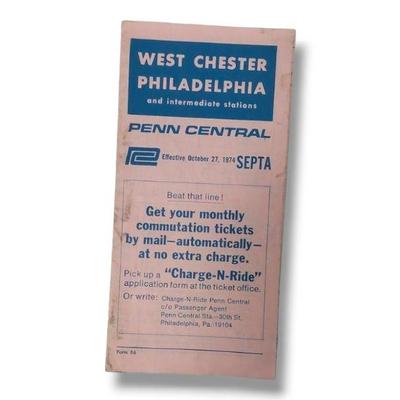 WEST CHESTER
PHILADELPHIA
and intermediate stations
PENN CENTRAL
Effective October 27, 1974 SEPTA
Beat that line!
Get your monthly
commutation tickets
by mail—automatically—
at no extra charge.
Pick up a "Charge-N-Ride"
application form at the ticket office.
Or write: Charge-N-Ride Penn Central
c/o Passenger Agent
Penn Central Sta.—30th St.
Philadelphia, Pa. 19104
Form 56